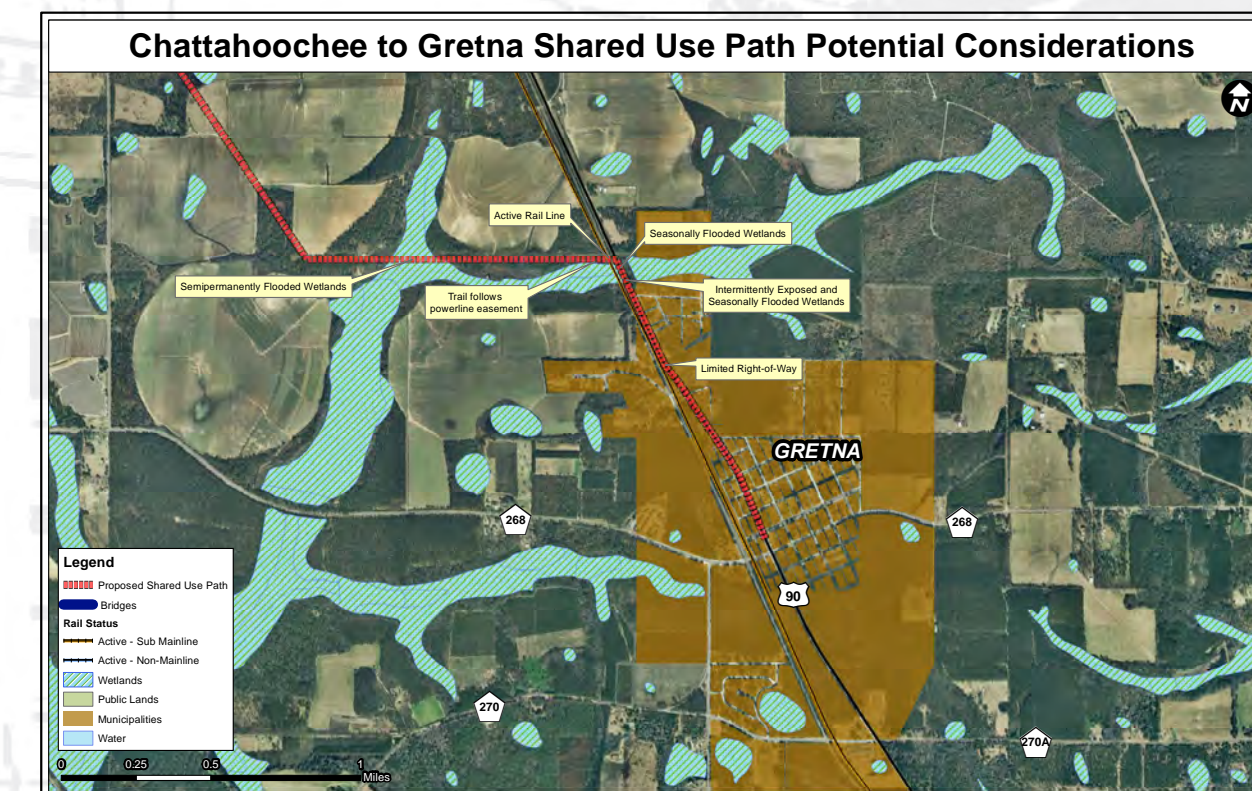 Chattahoochee to Gretna Shared Use Path Potential Considerations
N
Active Rail Line
Seasonally Flooded Wetlands
Semipermanently Flooded Wetlands
Trail follows
powerline easement
Intermittently Exposed and
Seasonally Flooded Wetlands
Limited Right-of-Way
GRETNA
268
268
90
270
270A
Legend
Proposed Shared Use Path
Bridges
Rail Status
Active - Sub Mainline
Active - Non-Mainline
Wetlands
Public Lands
Municipalities
Water
0 0.25 0.5 1
Miles